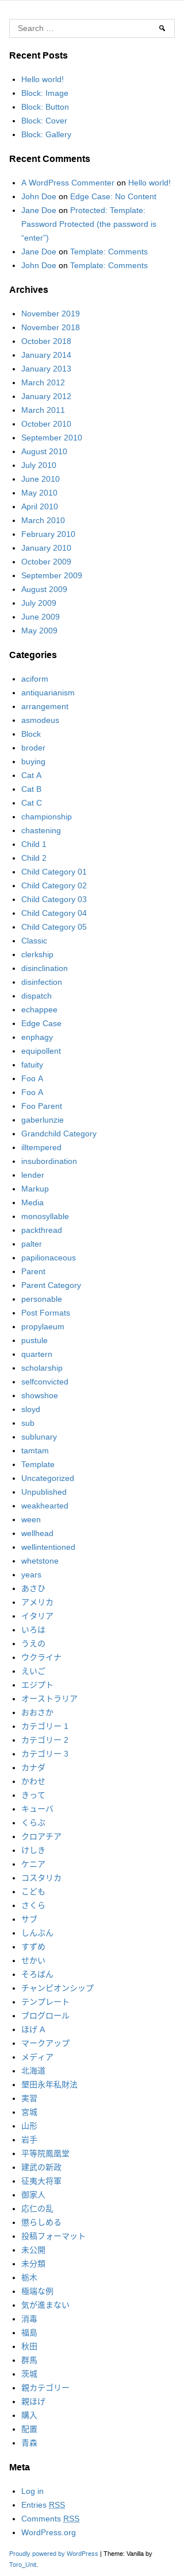 Search …
Recent Posts
Hello world!
Block: Image
Block: Button
Block: Cover
Block: Gallery
Recent Comments
A WordPress Commenter on Hello world!
John Doe on Edge Case: No Content
Jane Doe on Protected: Template:
Password Protected (the password is
“enter”)
Jane Doe on Template: Comments
John Doe on Template: Comments
Archives
November 2019
November 2018
October 2018
January 2014
January 2013
March 2012
January 2012
March 2011
October 2010
September 2010
August 2010
July 2010
June 2010
May 2010
April 2010
March 2010
February 2010
January 2010
October 2009
September 2009
August 2009
July 2009
June 2009
May 2009
Categories
aciform
antiquarianism
arrangement
asmodeus
Block
broder
buying
Cat A
Cat B
Cat C
championship
chastening
Child 1
Child 2
Child Category 01
Child Category 02
Child Category 03
Child Category 04
Child Category 05
Classic
clerkship
disinclination
disinfection
dispatch
echappee
Edge Case
enphagy
equipollent
fatuity
Foo A
Foo A
Foo Parent
gaberlunzie
Grandchild Category
illtempered
insubordination
lender
Markup
Media
monosyllable
packthread
palter
papilionaceous
Parent
Parent Category
personable
Post Formats
propylaeum
pustule
quartern
scholarship
selfconvicted
showshoe
sloyd
sub
sublunary
tamtam
Template
Uncategorized
Unpublished
weakhearted
ween
wellhead
wellintentioned
whetstone
years
あさひ
アメリカ
イタリア
いろは
うえの
ウクライナ
えいご
エジプト
オーストラリア
おおさか
カテゴリー 1
カテゴリー 2
カテゴリー 3
カナダ
かわせ
きって
キューバ
くらぶ
クロアチア
けしき
ケニア
コスタリカ
こども
さくら
サブ
しんぶん
すずめ
せかい
そろばん
チャンピオンシップ
テンプレート
ブログロール
ほげ A
マークアップ
メディア
北海道
墾田永年私財法
実習
宮城
山形
岩手
平等院鳳凰堂
建武の新政
征夷大将軍
御家人
応仁の乱
懲らしめる
投稿フォーマット
未公開
未分類
栃木
極端な例
気が進まない
消毒
福島
秋田
群馬
茨城
親カテゴリー
親ほげ
購入
配置
青森
Meta
Log in
Entries RSS
Comments RSS
WordPress.org
Proudly powered by WordPress | Theme: Vanilla by
Toro_Unit.